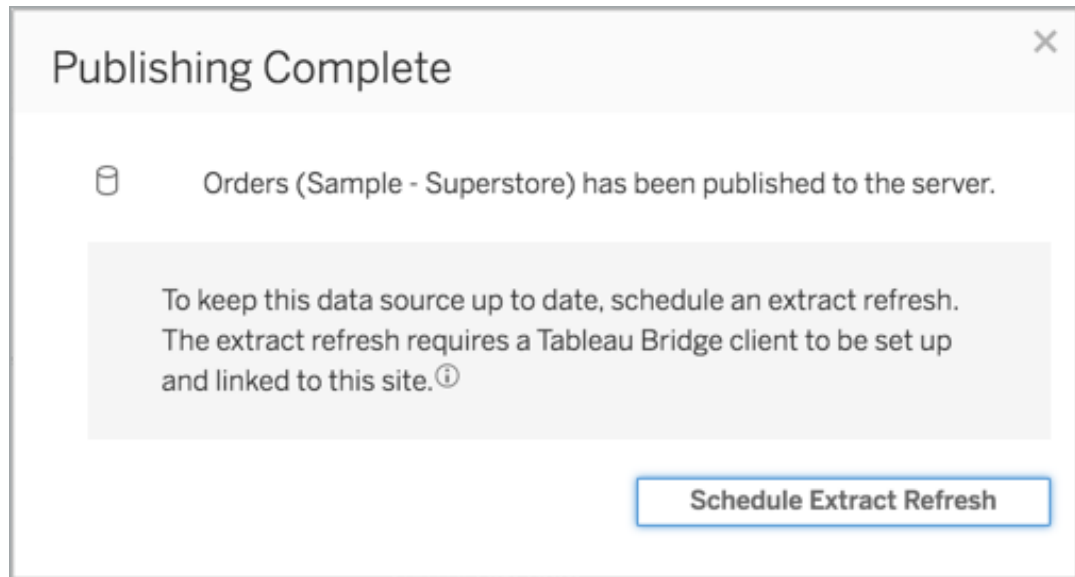 Publishing Complete
Orders (Sample - Superstore) has been published to the server.
To keep this data source up to date, schedule an extract refresh.
The extract refresh requires a Tableau Bridge client to be set up
and linked to this site.
Schedule Extract Refresh